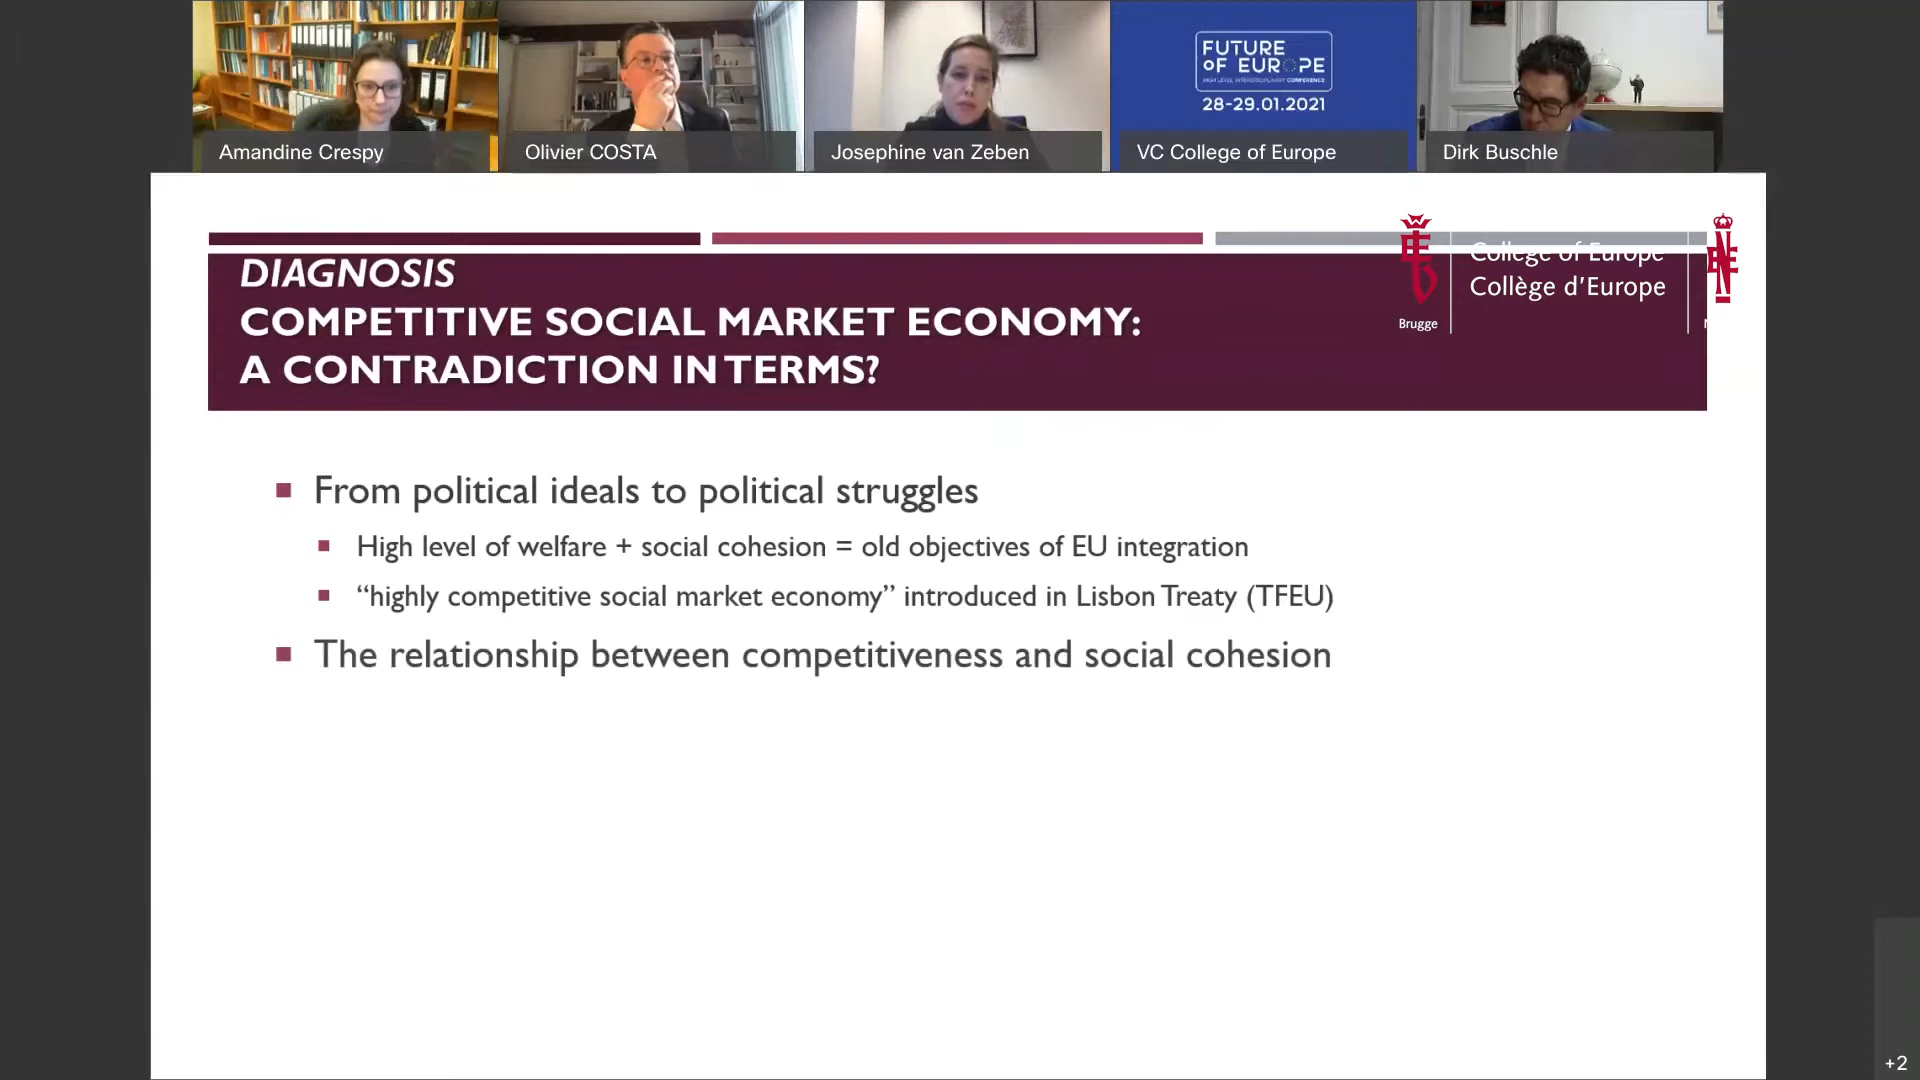 FUTURE
OF EUROPE
HIGH LEVEL INTERDISCIPLINARY CONFERENCE
28-29.01.2021
Amandine Crespy
Olivier COSTA
Josephine van Zeben
VC College of Europe
Dirk Buschle
College of Europe
Collège d'Europe
Brugge
DIAGNOSIS
COMPETITIVE SOCIAL MARKET ECONOMY:
A CONTRADICTION IN TERMS?
From political ideals to political struggles
High level of welfare + social cohesion = old objectives of EU integration
“highly competitive social market economy” introduced in Lisbon Treaty (TFEU)
The relationship between competitiveness and social cohesion
+2